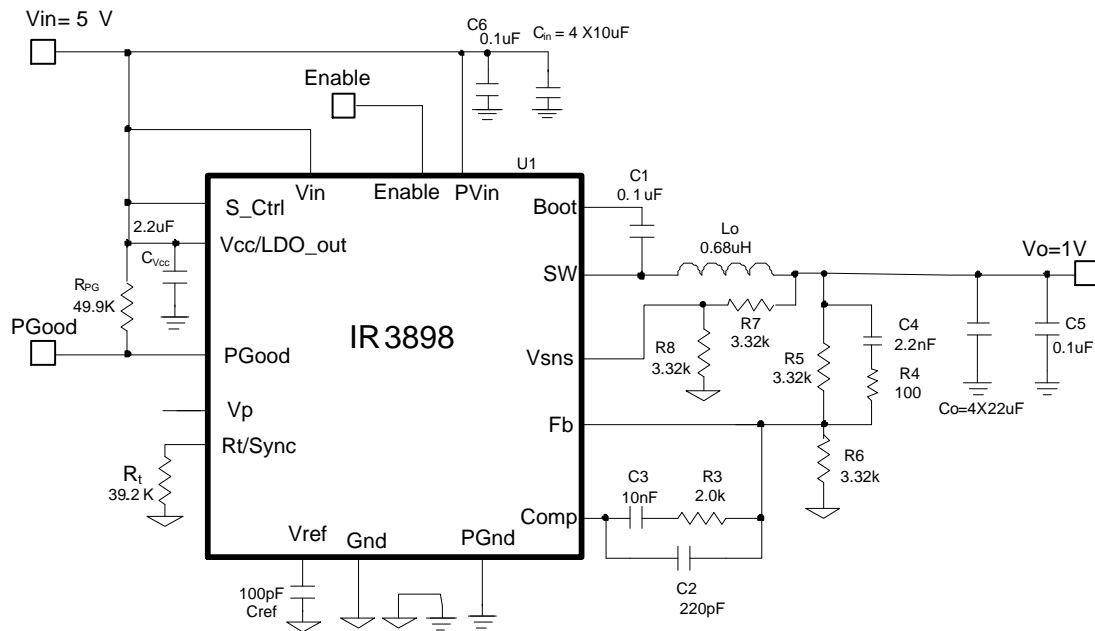 Vin= 5 V
C6
0.1uF
Cin = 4 X10uF
Enable
U1
Vin
Enable
PVin
S_Ctrl
Boot
C1
0.1uF
2.2uF
Vcc/LDO_out
CVcc
Lo
0.68uH
Vo=1V
SW
RPG
49.9K
R7
3.32k
C4
2.2nF
C5
0.1uF
PGood
IR3898
R8
3.32k
R5
3.32k
PGood
Vsns
R4
100
Co=4X22uF
Vp
Fb
Rt/Sync
Rt
39.2 K
R6
3.32k
C3
10nF
R3
2.0k
Comp
Vref
Gnd
PGnd
100pF
Cref
C2
220pF